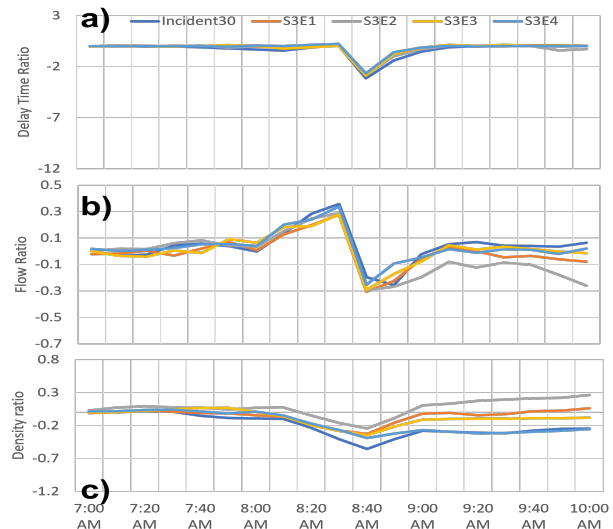 a)
Incident30 S3E1 S3E2 S3E3 S3E4
Delay Time Ratio
3
-2
-7
-12
b)
Flow Ratio
0.5
0.3
0.1
-0.1
-0.3
-0.5
-0.7
Density ratio
0.8
0.3
-0.2
-0.7
-1.2
c)
7:00 7:20 7:40 8:00 8:20 8:40 9:00 9:20 9:40 10:00
AM AM AM AM AM AM AM AM AM AM